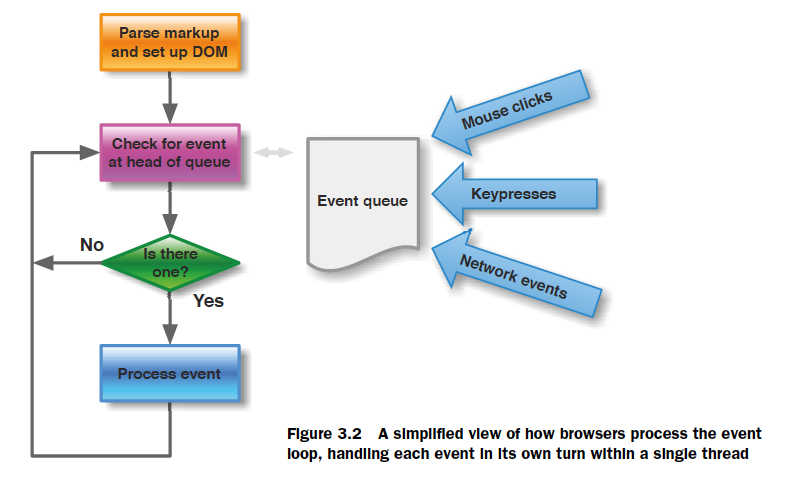 Parse markup
and set up DOM
Check for event
at head of queue
Is there
one?
No
Yes
Process event
Event queue
Mouse clicks
Keypresses
Network events
Figure 3.2 A simplified view of how browsers process the event
loop, handling each event in its own turn within a single thread